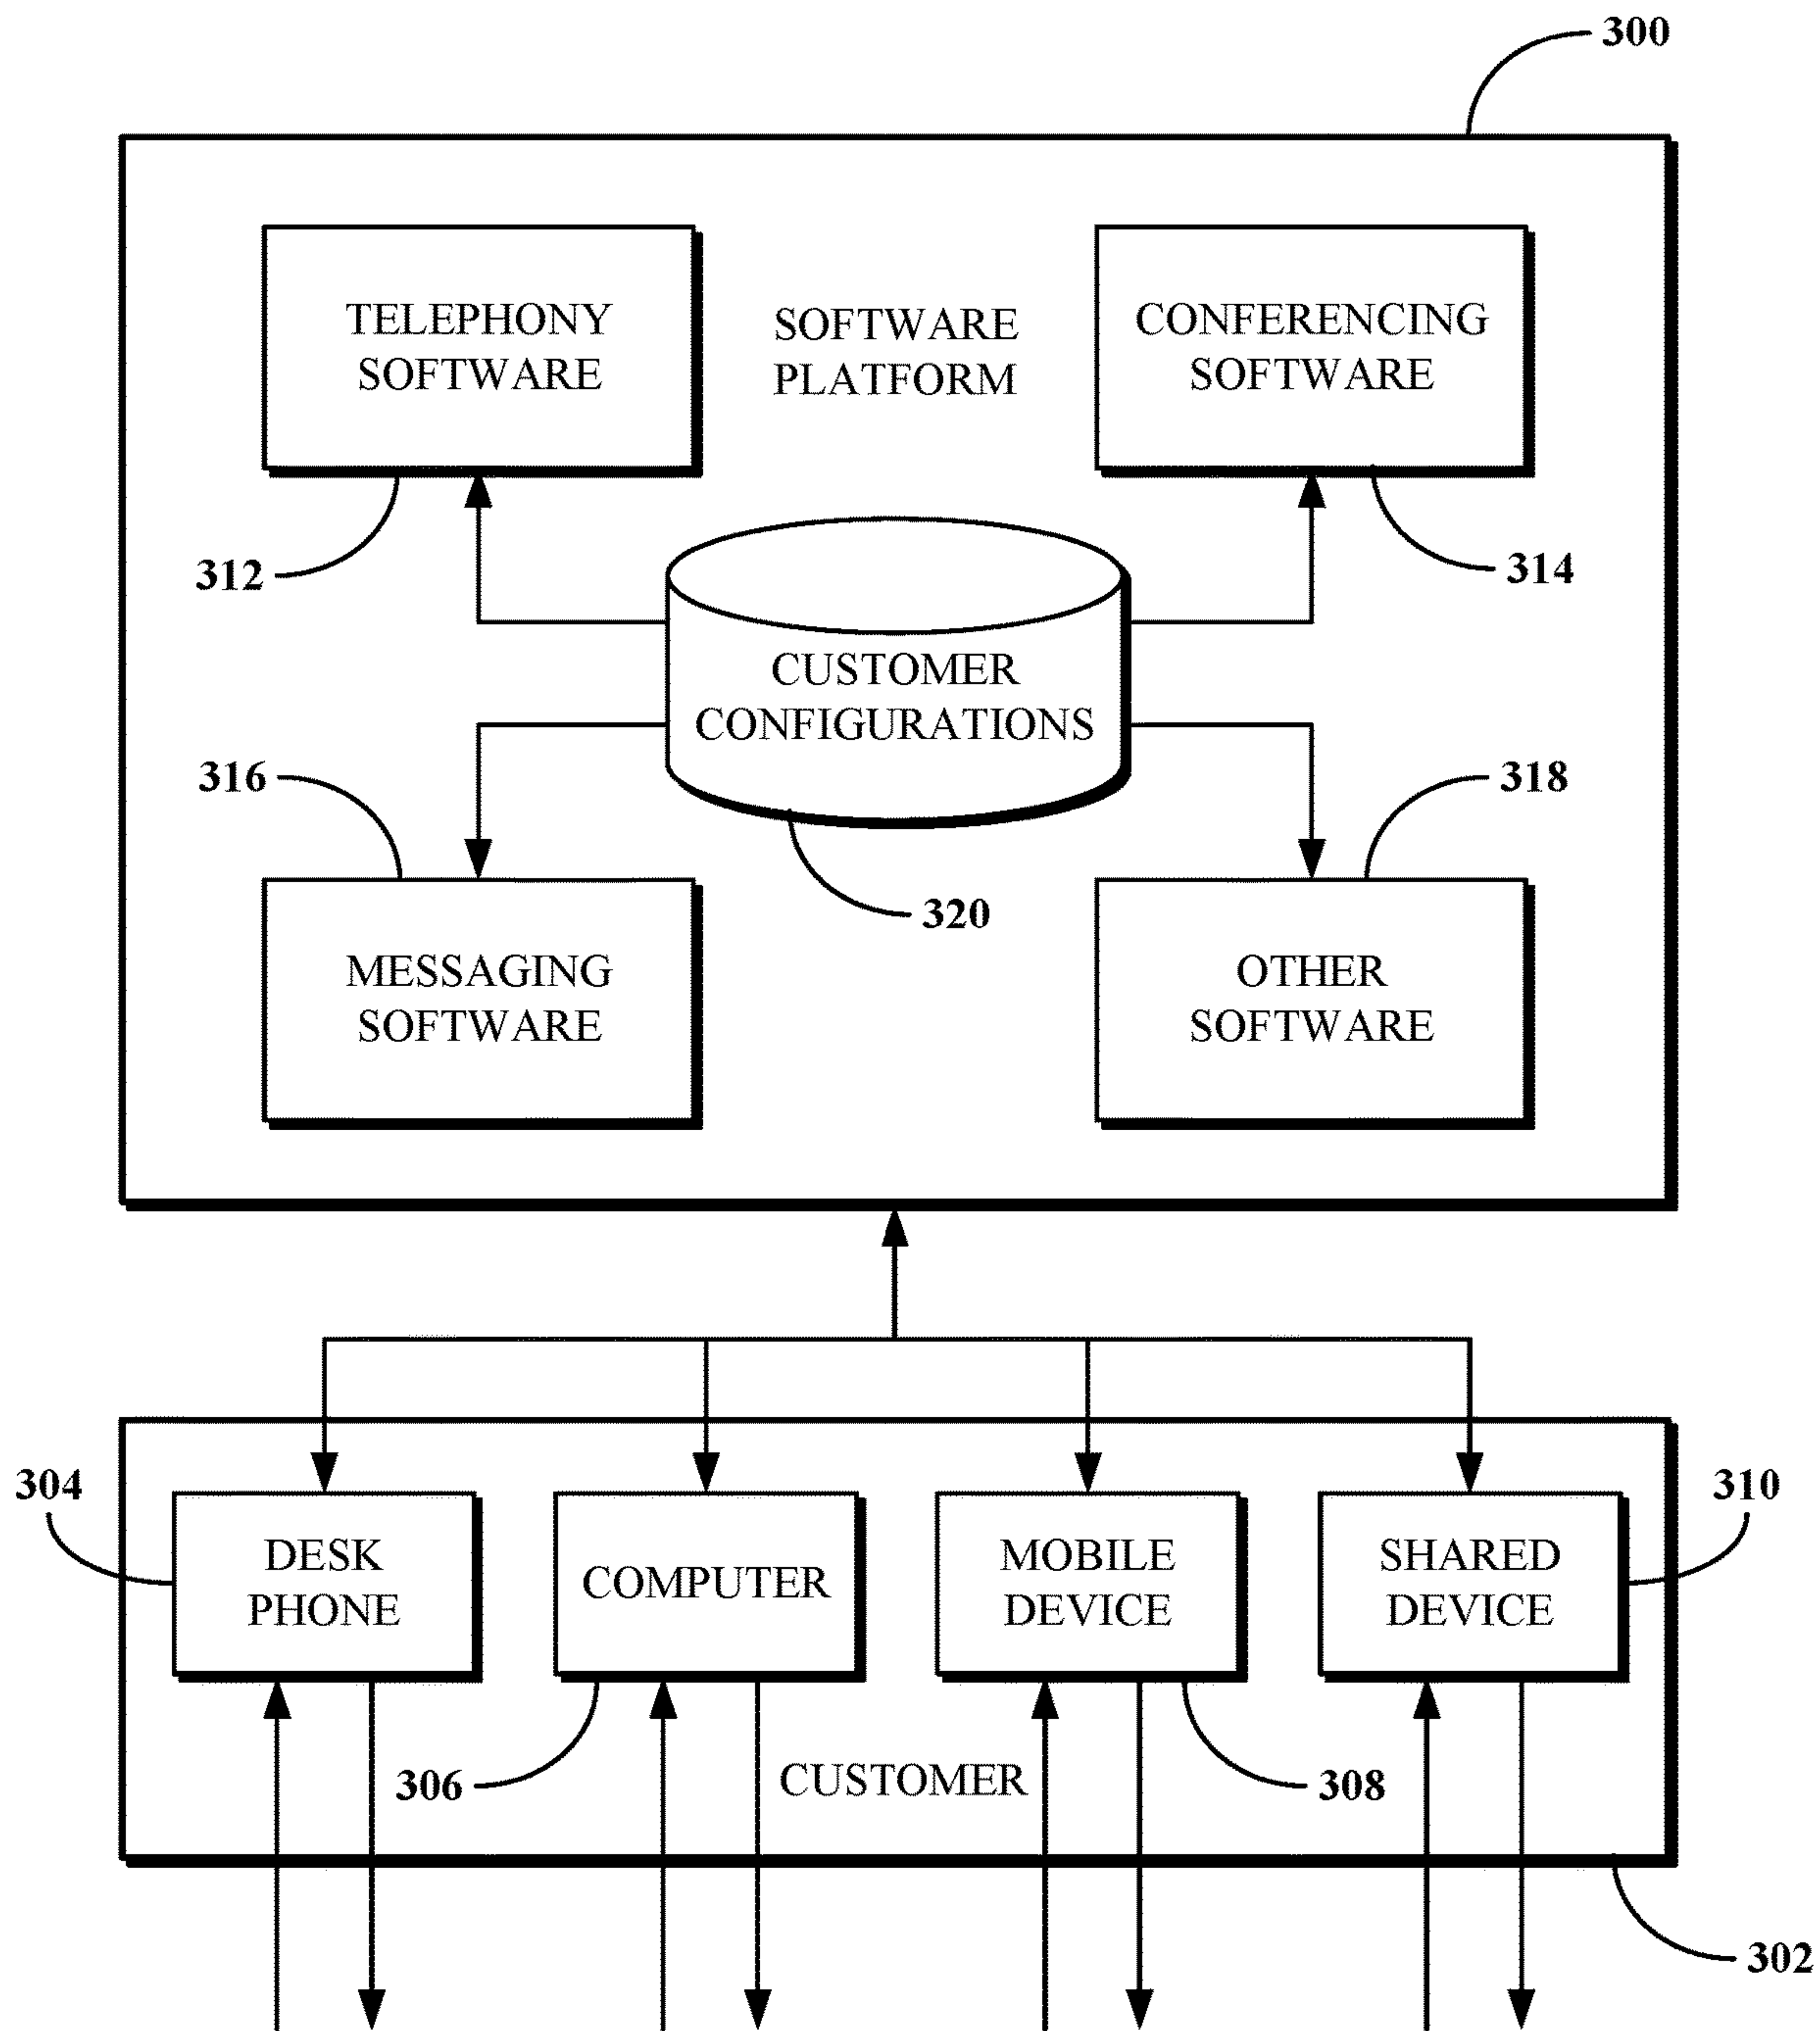 300
TELEPHONY
SOFTWARE
SOFTWARE
PLATFORM
CONFERENCING
SOFTWARE
312
314
CUSTOMER
CONFIGURATIONS
316
318
320
MESSAGING
SOFTWARE
OTHER
SOFTWARE
304
310
DESK
PHONE
COMPUTER
MOBILE
DEVICE
SHARED
DEVICE
306
CUSTOMER
308
302